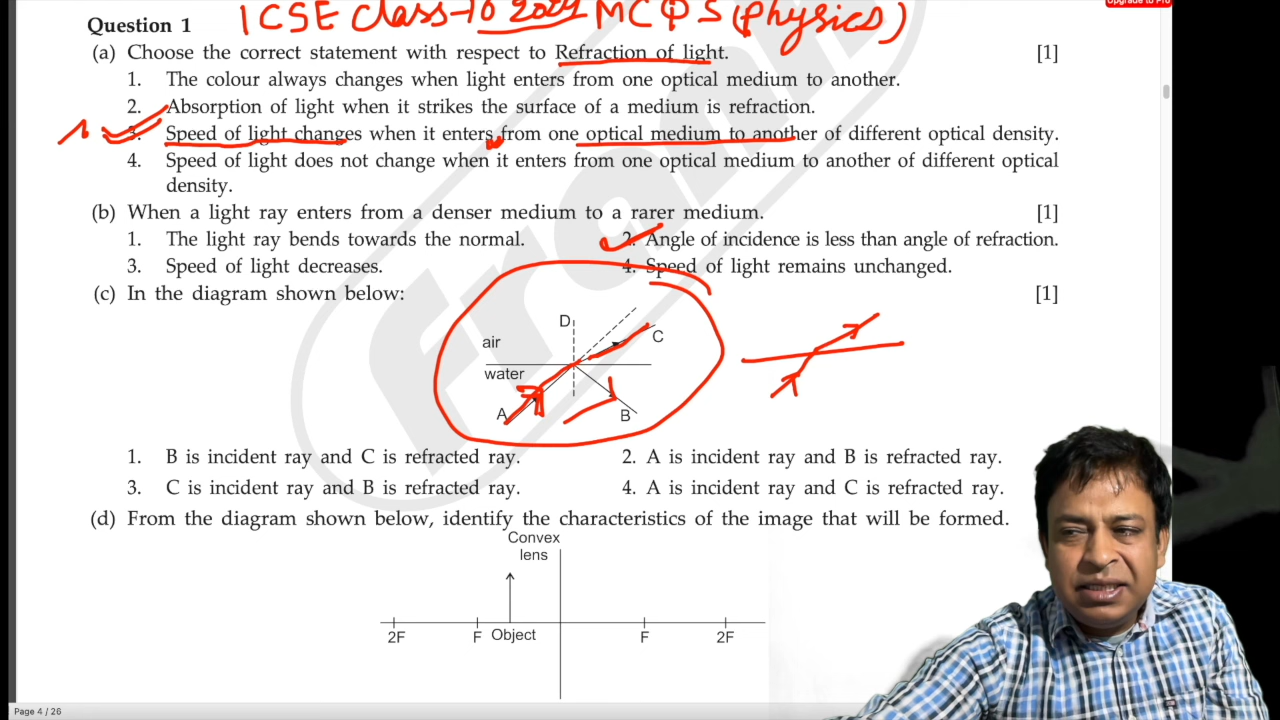 Upgrade to Pro
ICSE Class-10 2024 MCQS (Physics)
Question 1
(a) Choose the correct statement with respect to Refraction of light. [1]
1. The colour always changes when light enters from one optical medium to another.
2. Absorption of light when it strikes the surface of a medium is refraction.
3. Speed of light changes when it enters from one optical medium to another of different optical density.
4. Speed of light does not change when it enters from one optical medium to another of different optical
density.
(b) When a light ray enters from a denser medium to a rarer medium. [1]
1. The light ray bends towards the normal. 2. Angle of incidence is less than angle of refraction.
3. Speed of light decreases. 4. Speed of light remains unchanged.
(c) In the diagram shown below: [1]
D
C
air
water
A
B
1. B is incident ray and C is refracted ray. 2. A is incident ray and B is refracted ray.
3. C is incident ray and B is refracted ray. 4. A is incident ray and C is refracted ray.
(d) From the diagram shown below, identify the characteristics of the image that will be formed.
Convex
lens
2F F Object F 2F
Page 4 / 26